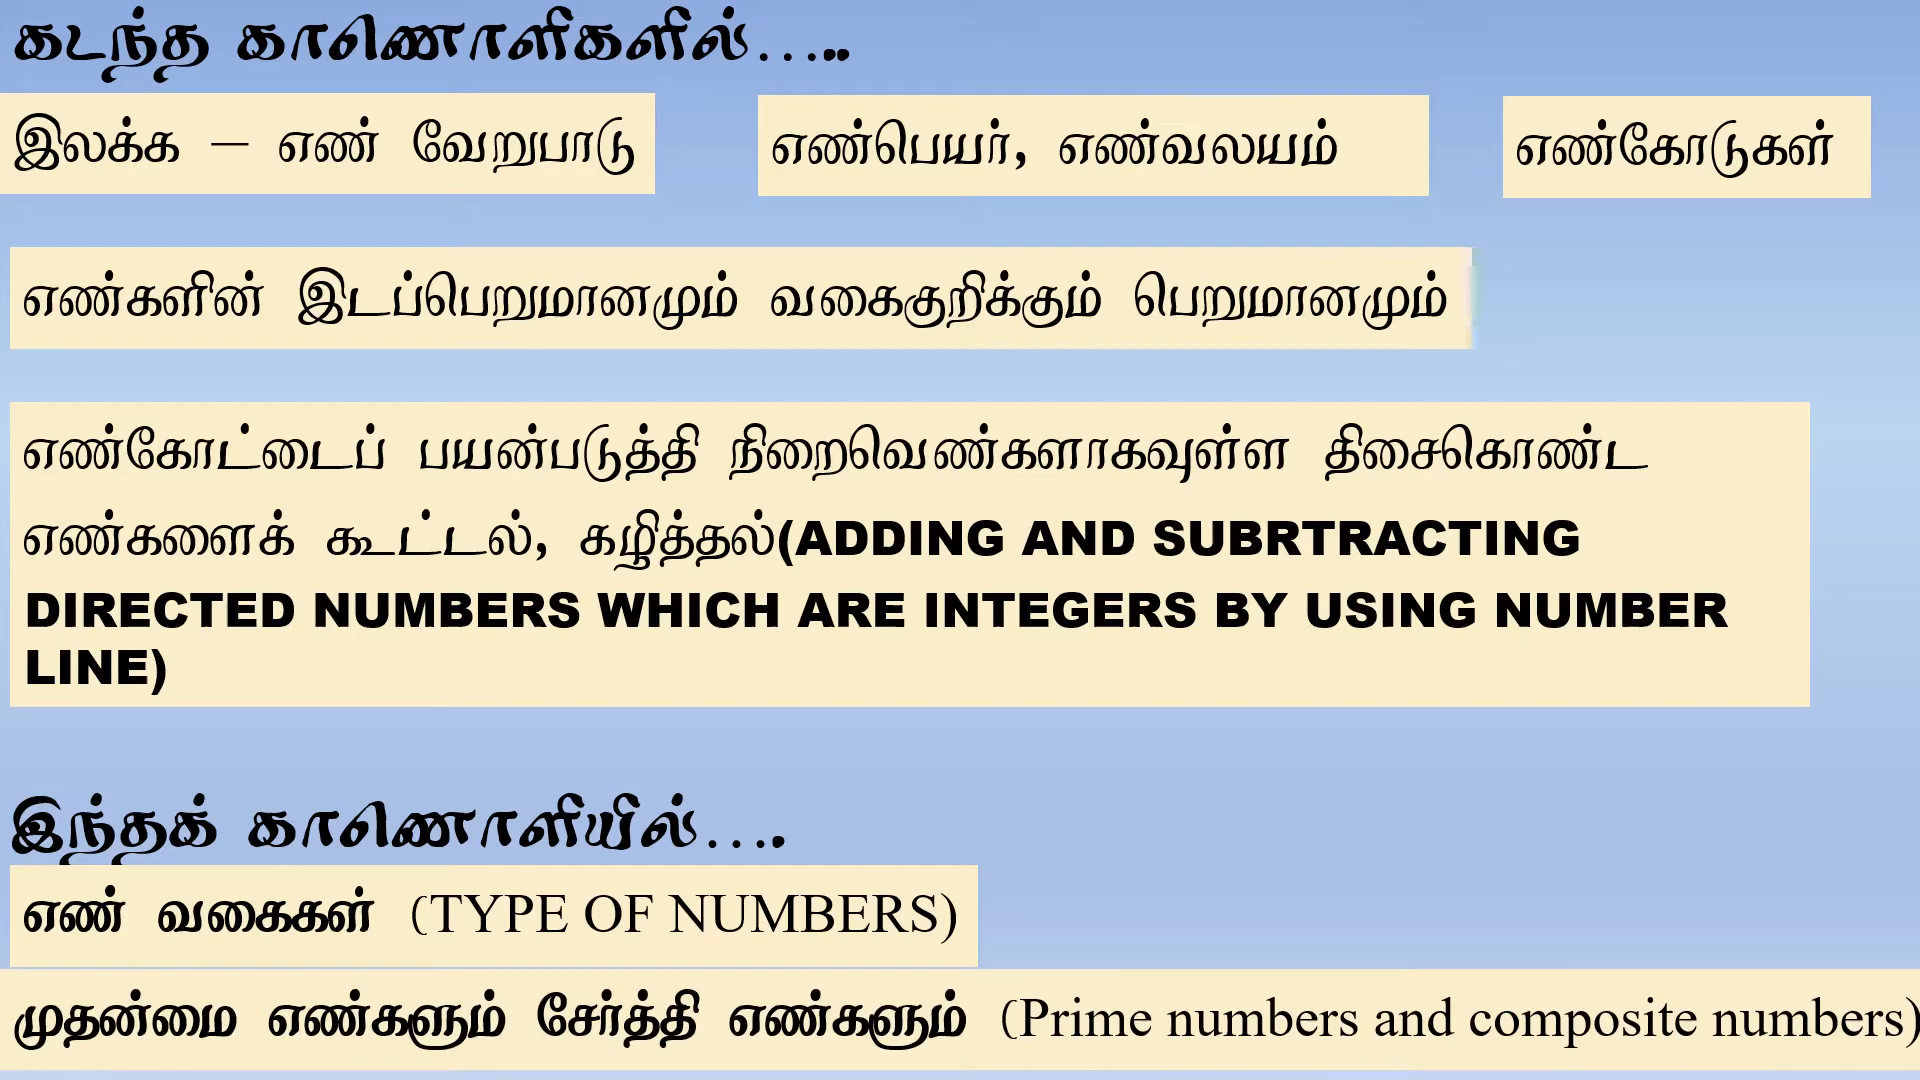 கடந்த காணொளிகளில்…..
இலக்க – எண் வேறுபாடு
எண்பெயர், எண்வலயம்
எண்கோடுகள்
எண்களின் இடப்பெறுமானமும் வகைகுறிக்கும் பெறுமானமும்
எண்கோட்டைப் பயன்படுத்தி நிறைவெண்களாகவுள்ள திசைகொண்ட
எண்களைக் கூட்டல், கழித்தல்(ADDING AND SUBRTRACTING
DIRECTED NUMBERS WHICH ARE INTEGERS BY USING NUMBER
LINE)
இந்தக் காணொளியில்….
எண் வகைகள் (TYPE OF NUMBERS)
முதன்மை எண்களும் சேர்த்தி எண்களும் (Prime numbers and composite numbers)